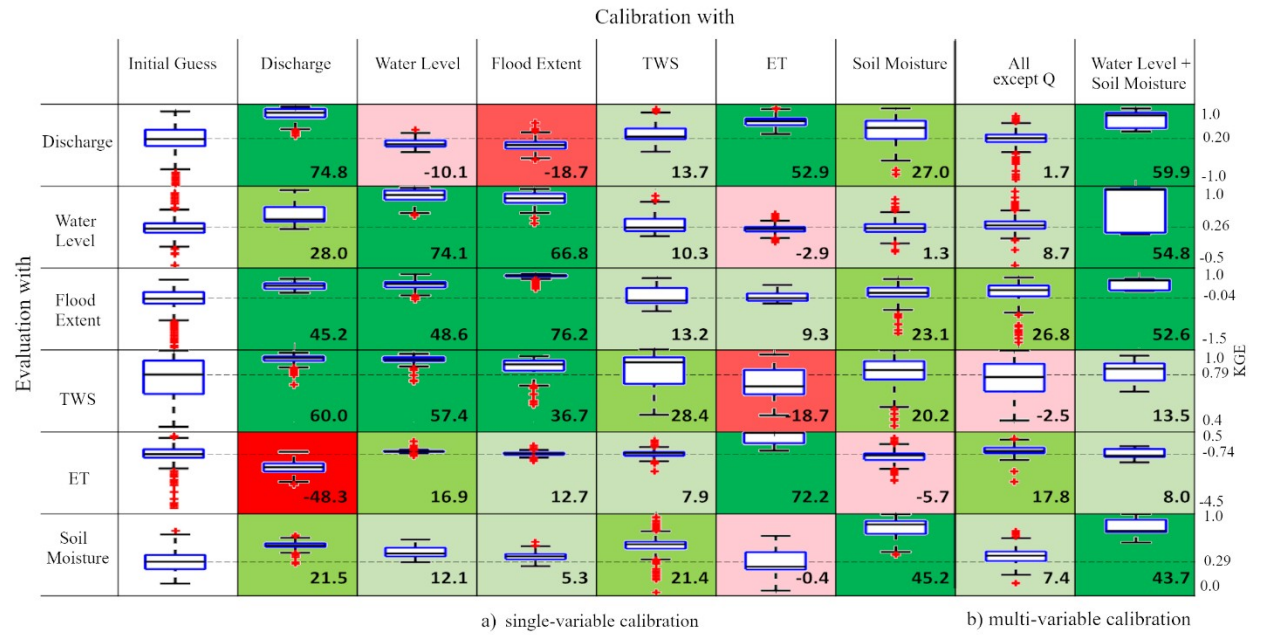 Calibration with
Initial Guess Discharge Water Level Flood Extent TWS ET Soil Moisture All Water Level +
except Q Soil Moisture
Evaluation with
Discharge 74.8 -10.1 -18.7 13.7 52.9 27.0 1.7 59.9
1.0
0.20
-1.0
Water
Level 28.0 74.1 66.8 10.3 -2.9 1.3 8.7 54.8
1.0
0.26
-0.5
Flood
Extent 45.2 48.6 76.2 13.2 9.3 23.1 26.8 52.6
1.0
-0.04
-1.5
TWS 60.0 57.4 36.7 28.4 -18.7 20.2 -2.5 13.5
1.0
0.79
0.4
KGE
ET -48.3 16.9 12.7 7.9 72.2 -5.7 17.8 8.0
0.5
-0.74
-4.5
Soil
Moisture 21.5 12.1 5.3 21.4 -0.4 45.2 7.4 43.7
1.0
0.29
0.0
a) single-variable calibration
b) multi-variable calibration